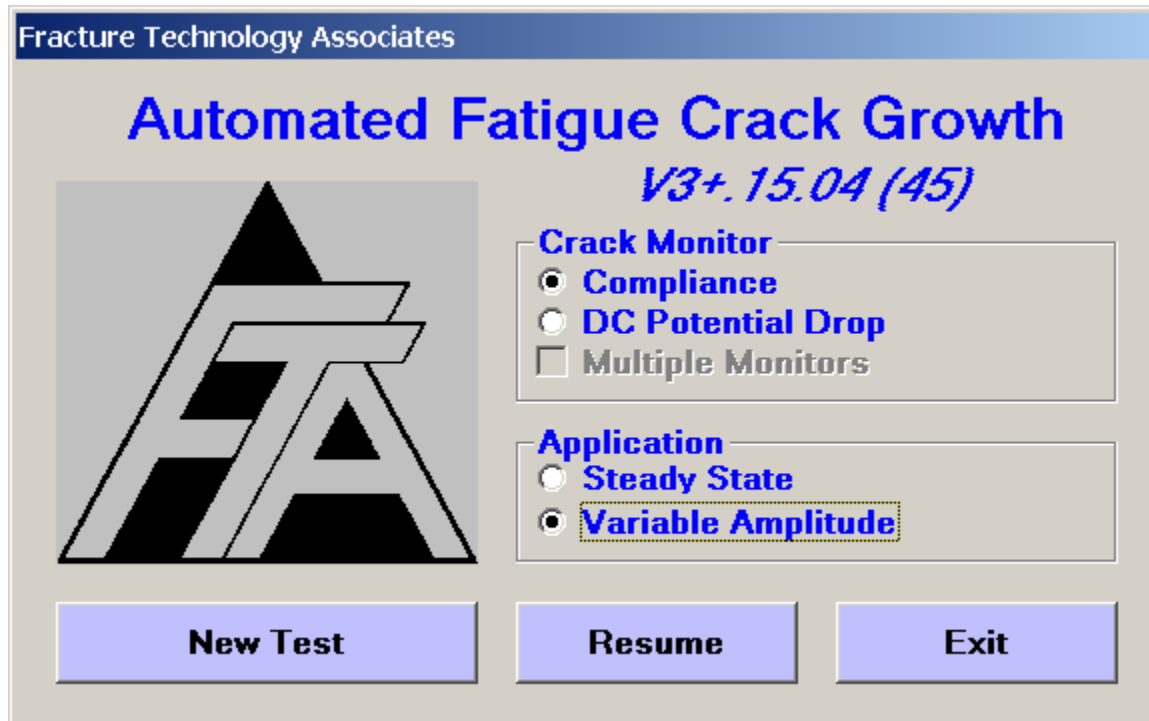 Fracture Technology Associates
Automated Fatigue Crack Growth
V3+.15.04 (45)
FTA
Crack Monitor
Compliance
DC Potential Drop
Multiple Monitors
Application
Steady State
Variable Amplitude
New Test
Resume
Exit